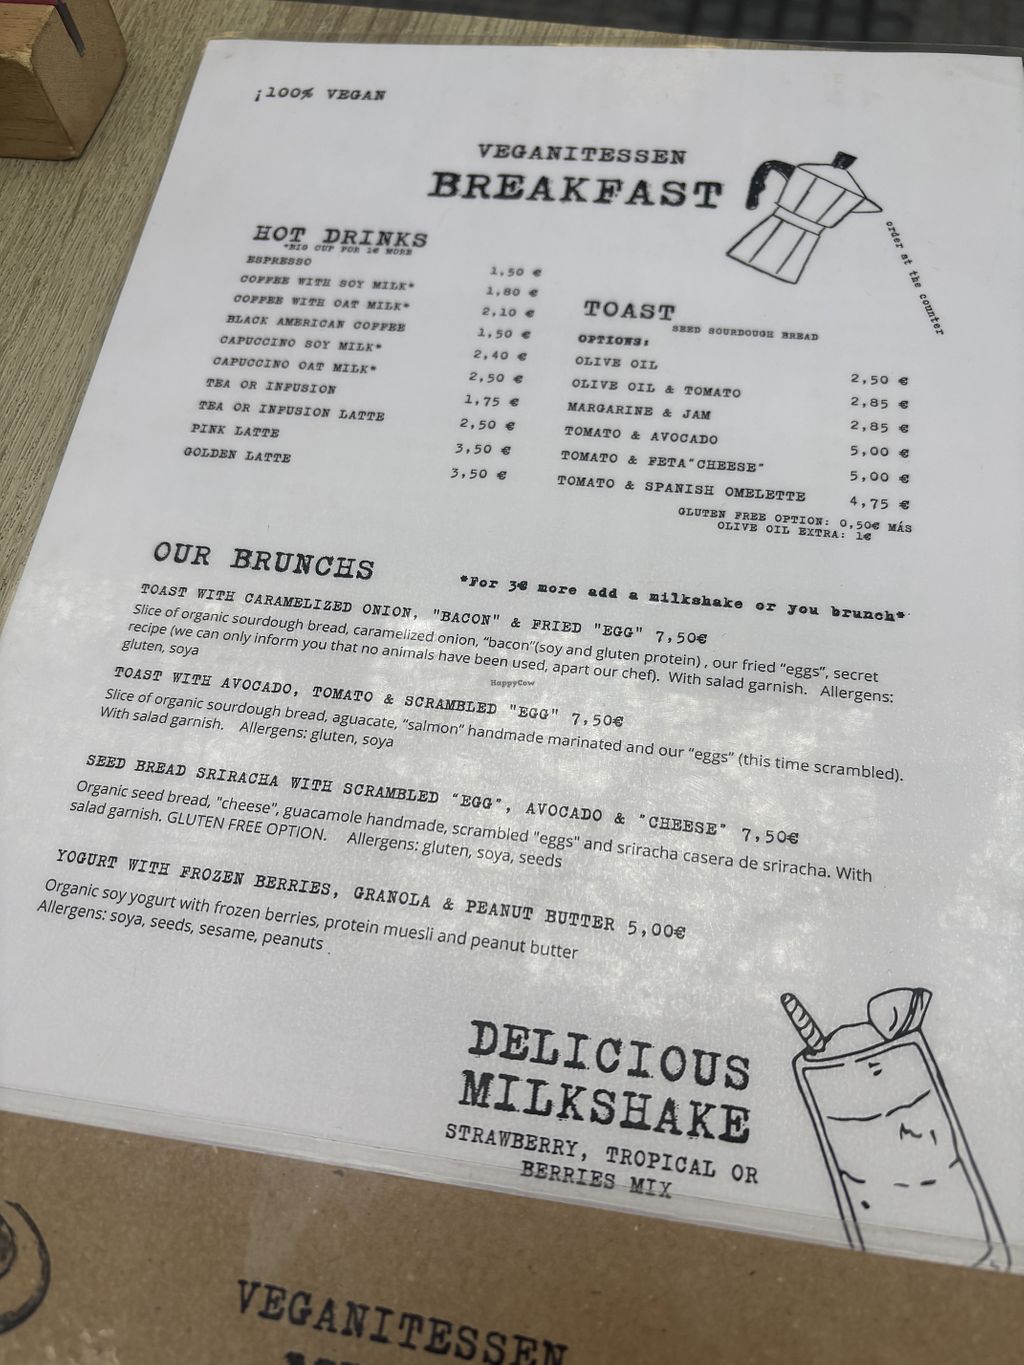 ¡100% VEGAN
VEGANITESSEN
BREAKFAST
order at the counter
HOT DRINKS
*BIG CUP FOR 1€ MORE
ESPRESSO 1,50 €
COFFEE WITH SOY MILK* 1,80 €
COFFEE WITH OAT MILK* 2,10 €
BLACK AMERICAN COFFEE 1,50 €
CAPUCCINO SOY MILK* 2,40 €
CAPUCCINO OAT MILK* 2,50 €
TEA OR INFUSION 1,75 €
TEA OR INFUSION LATTE 2,50 €
PINK LATTE 3,50 €
GOLDEN LATTE 3,50 €
TOAST
SEED SOURDOUGH BREAD
OPTIONS:
OLIVE OIL 2,50 €
OLIVE OIL & TOMATO 2,85 €
MARGARINE & JAM 2,85 €
TOMATO & AVOCADO 5,00 €
TOMATO & FETA"CHEESE" 5,00 €
TOMATO & SPANISH OMELETTE 4,75 €
GLUTEN FREE OPTION: 0,50€ MÁS
OLIVE OIL EXTRA: 1€
OUR BRUNCHS
*For 3€ more add a milkshake or you brunch*
TOAST WITH CARAMELIZED ONION, "BACON" & FRIED "EGG" 7,50€
Slice of organic sourdough bread, caramelized onion, “bacon”(soy and gluten protein) , our fried “eggs”, secret
recipe (we can only inform you that no animals have been used, apart our chef). With salad garnish. Allergens:
gluten, soya
TOAST WITH AVOCADO, TOMATO & SCRAMBLED "EGG" 7,50€
Slice of organic sourdough bread, aguacate, “salmon” handmade marinated and our “eggs” (this time scrambled).
With salad garnish. Allergens: gluten, soya
SEED BREAD SRIRACHA WITH SCRAMBLED "EGG", AVOCADO & "CHEESE" 7,50€
Organic seed bread, "cheese", guacamole handmade, scrambled "eggs" and sriracha casera de sriracha. With
salad garnish. GLUTEN FREE OPTION. Allergens: gluten, soya, seeds
YOGURT WITH FROZEN BERRIES, GRANOLA & PEANUT BUTTER 5,00€
Organic soy yogurt with frozen berries, protein muesli and peanut butter
Allergens: soya, seeds, sesame, peanuts .
HappyCow
DELICIOUS
MILKSHAKE
STRAWBERRY, TROPICAL OR
BERRIES MIX
VEGANITESSEN